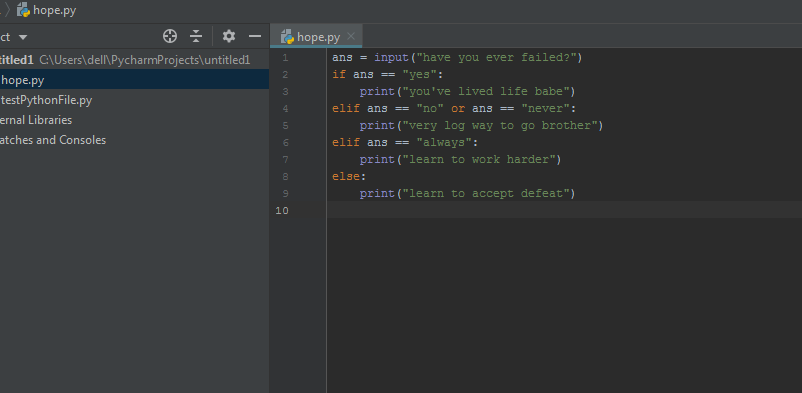 hope.py
ct
hope.py
titled1 C:\Users\dell\PycharmProjects\untitled1
hope.py
testPythonFile.py
ernal Libraries
atches and Consoles
1 ans = input("have you ever failed?")
2 if ans == "yes":
3 print("you've lived life babe")
4 elif ans == "no" or ans == "never":
5 print("very log way to go brother")
6 elif ans == "always":
7 print("learn to work harder")
8 else:
9 print("learn to accept defeat")
10